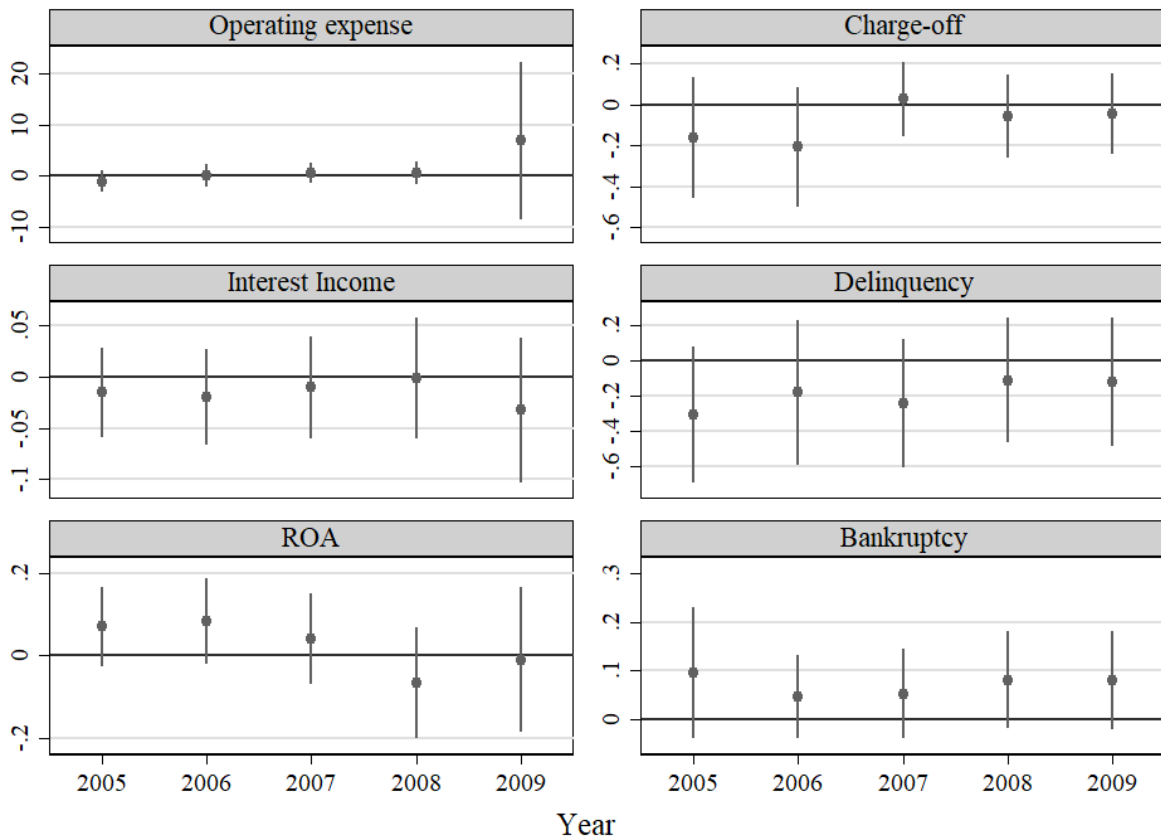 Operating expense
20
10
0
-10
Charge-off
.2
0
-.2
-.4
-.6
Interest Income
.05
0
-.05
-.1
Delinquency
.2
0
-.2
-.4
-.6
ROA
.2
0
-.2
2005 2006 2007 2008 2009
Bankruptcy
.3
.2
.1
0
2005 2006 2007 2008 2009
Year